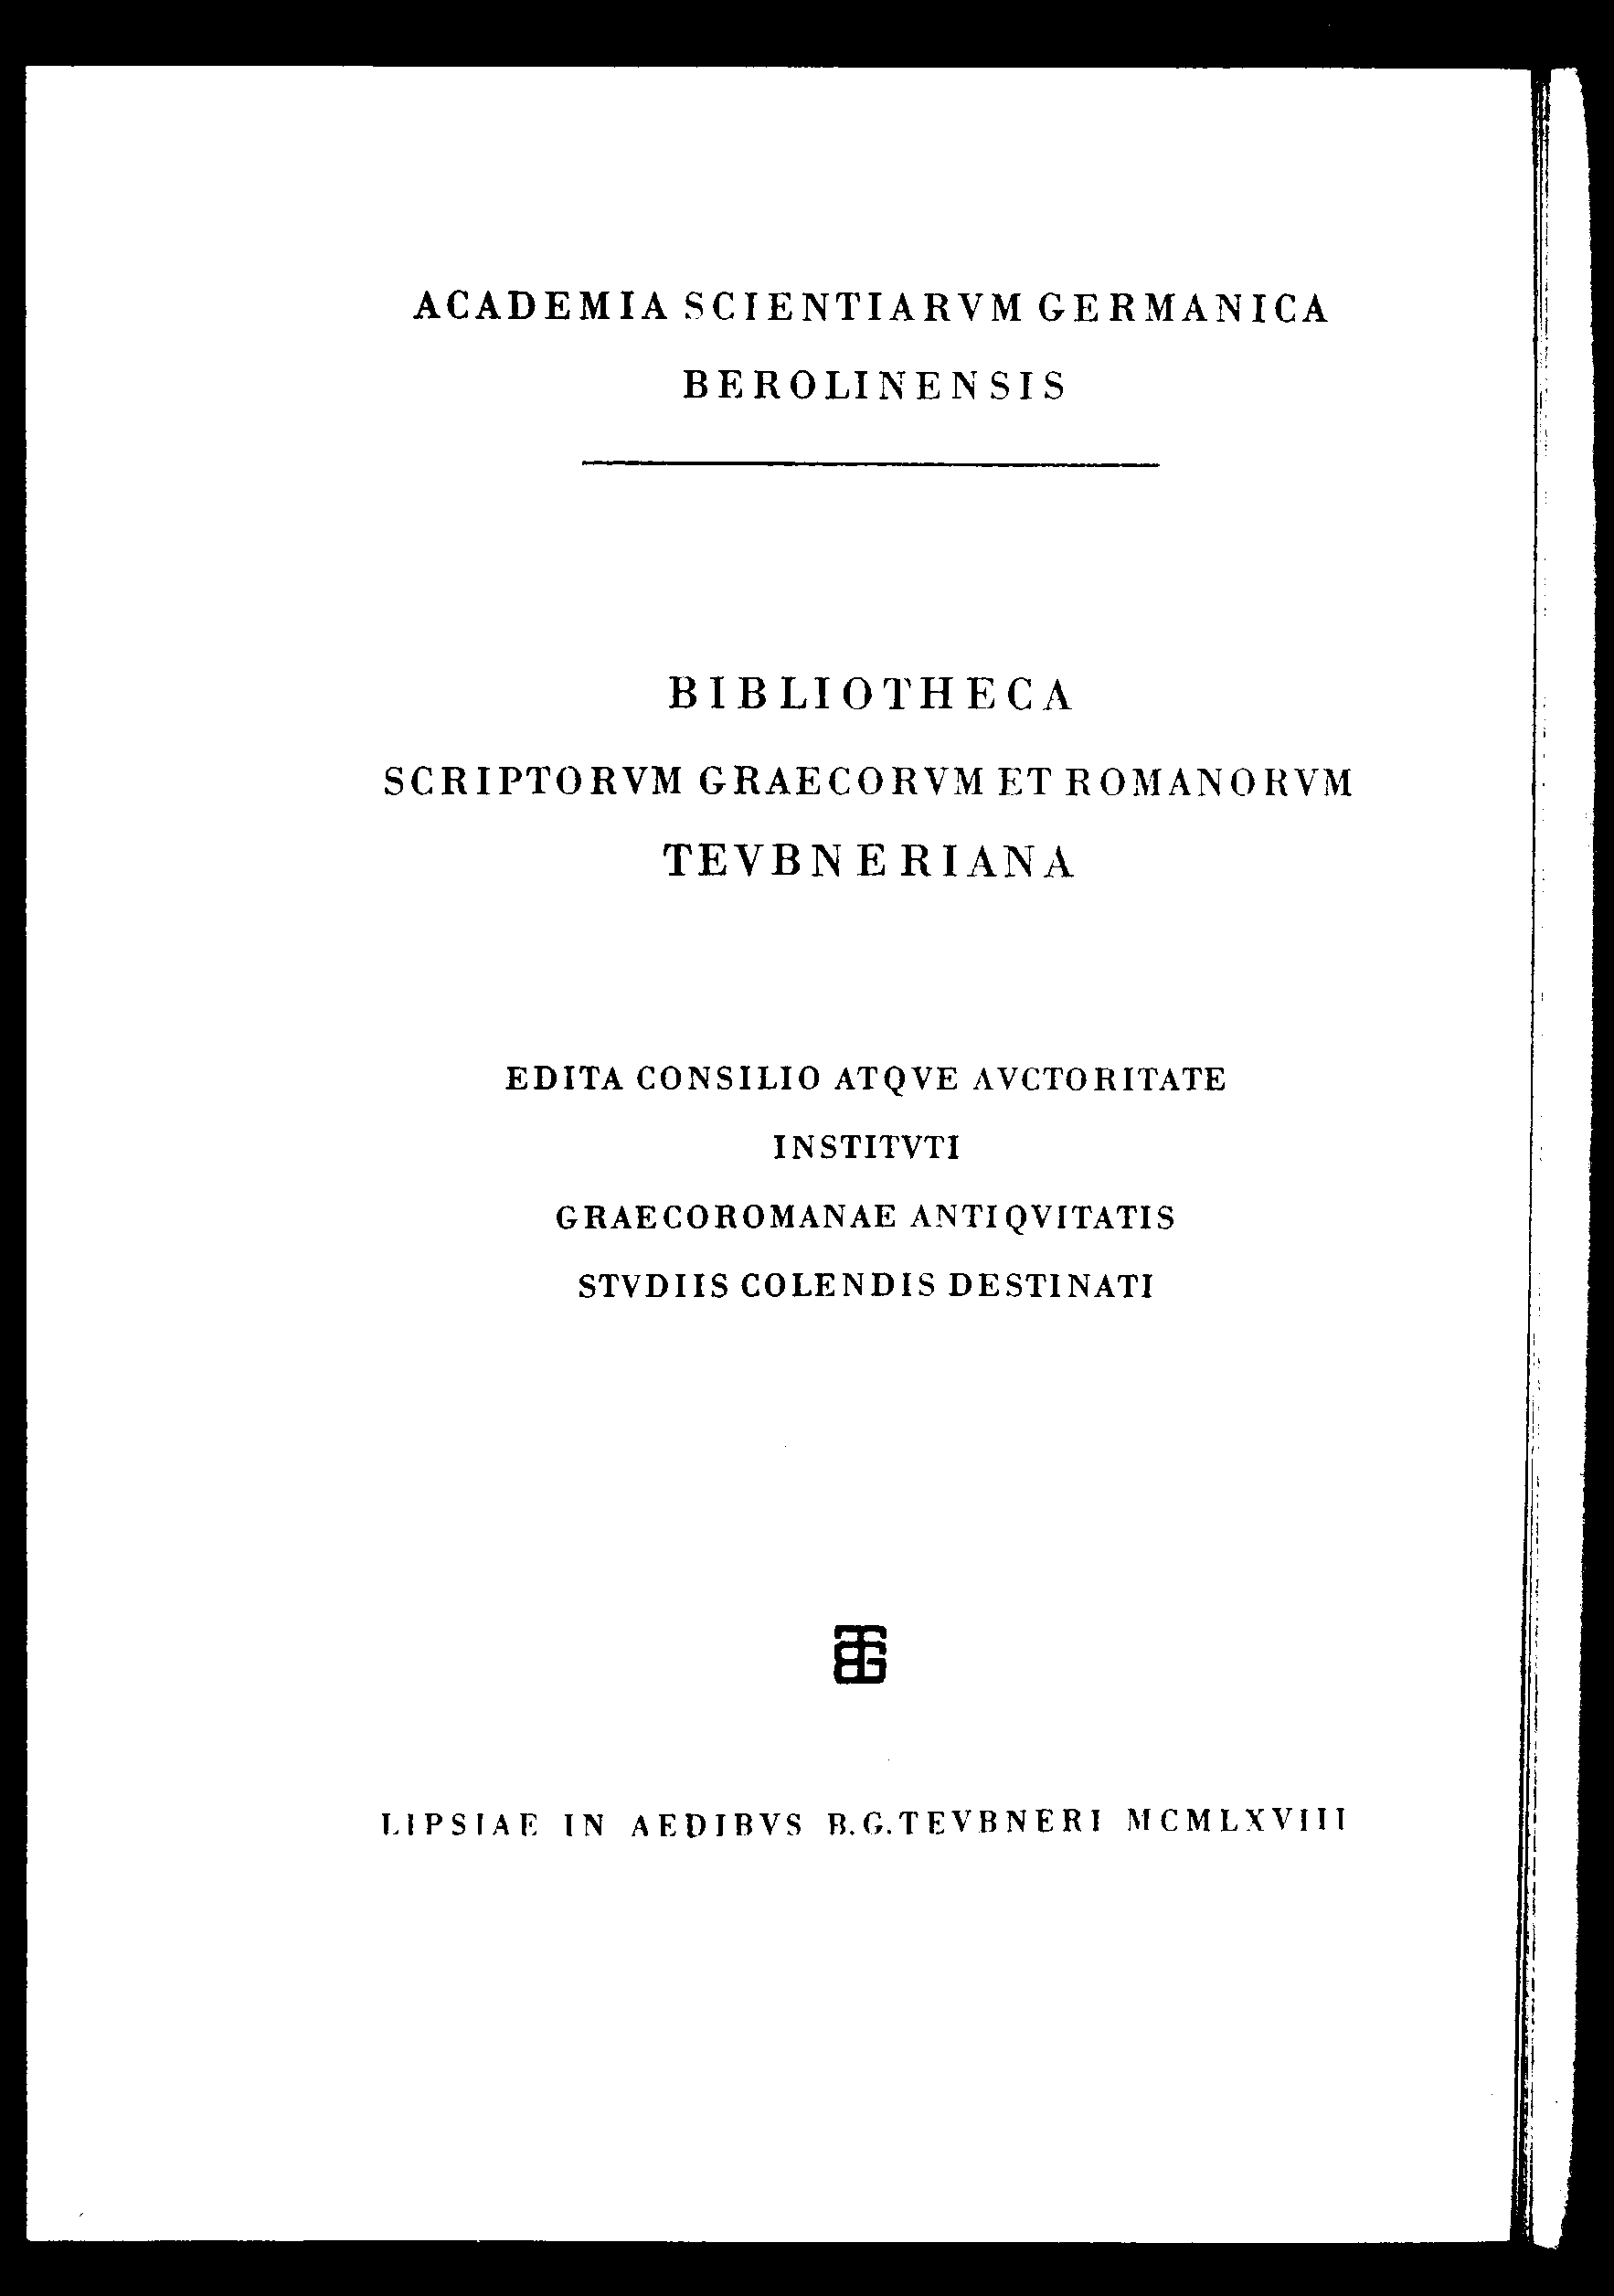 ACADEMIA SCIENTIARVM GERMANICA
BEROLINENSIS
BIBLIOTHECA
SCRIPTORVM GRAECORVM ET ROMANORVM
TEVBNERIANA
EDITA CONSILIO ATQVE AVCTORITATE
INSTITVTI
GRAECOROMANAE ANTIQVITATIS
STVDIIS COLENDIS DESTINATI
LIPSIAE IN AEDIBVS B.G.TEVBNERI MCMLXVIII